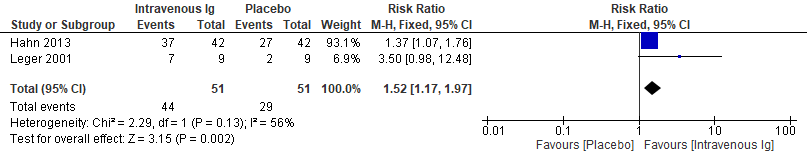 Intravenous Ig Placebo Risk Ratio Risk Ratio
Study or Subgroup Events Total Events Total Weight M-H, Fixed, 95% CI M-H, Fixed, 95% CI
Hahn 2013 37 42 27 42 93.1% 1.37 [1.07, 1.76]
Leger 2001 7 9 2 9 6.9% 3.50 [0.98, 12.48]
Total (95% CI) 51 51 100.0% 1.52 [1.17, 1.97]
Total events 44 29
Heterogeneity: Chi² = 2.29, df = 1 (P = 0.13); I² = 56%
Test for overall effect: Z = 3.15 (P = 0.002)
0.01 0.1 1 10 100
Favours [Placebo] Favours [Intravenous Ig]